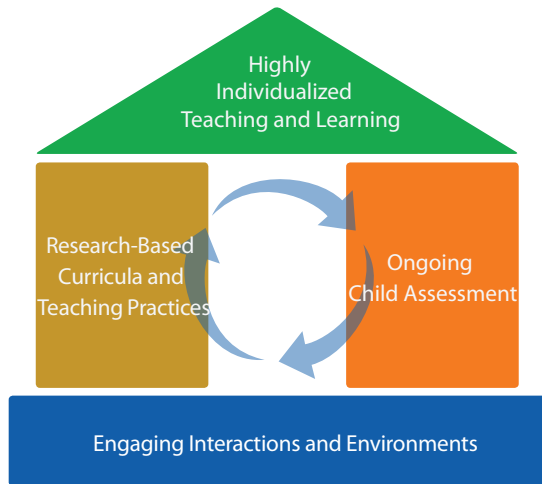 Highly
Individualized
Teaching and Learning
Research-Based
Curricula and
Teaching Practices
Ongoing
Child Assessment
Engaging Interactions and Environments